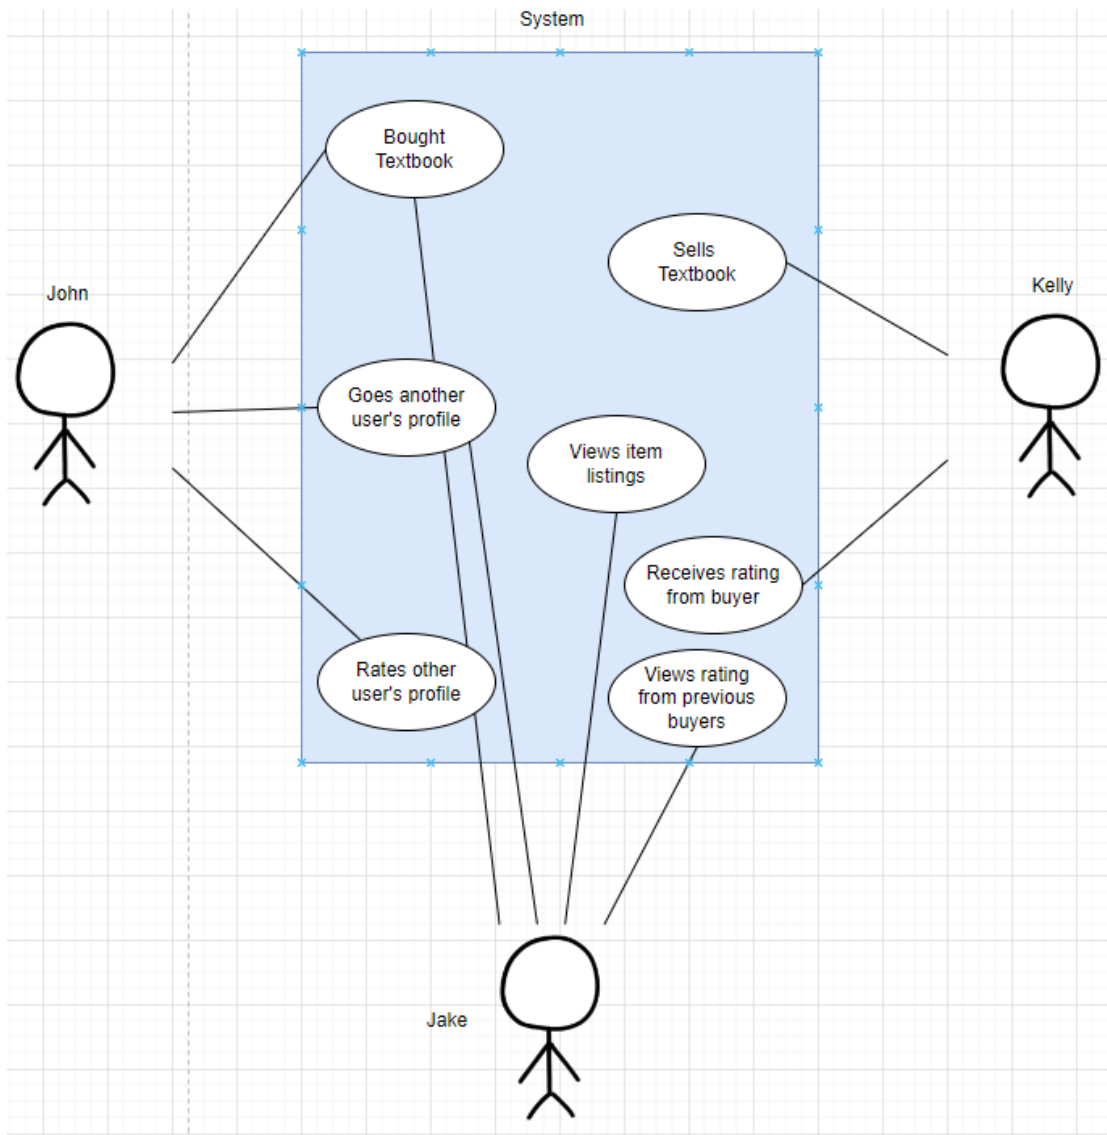 System
Bought
Textbook
Sells
Textbook
John
Kelly
Goes another
user's profile
Views item
listings
Receives rating
from buyer
Rates other
user's profile
Views rating
from previous
buyers
Jake